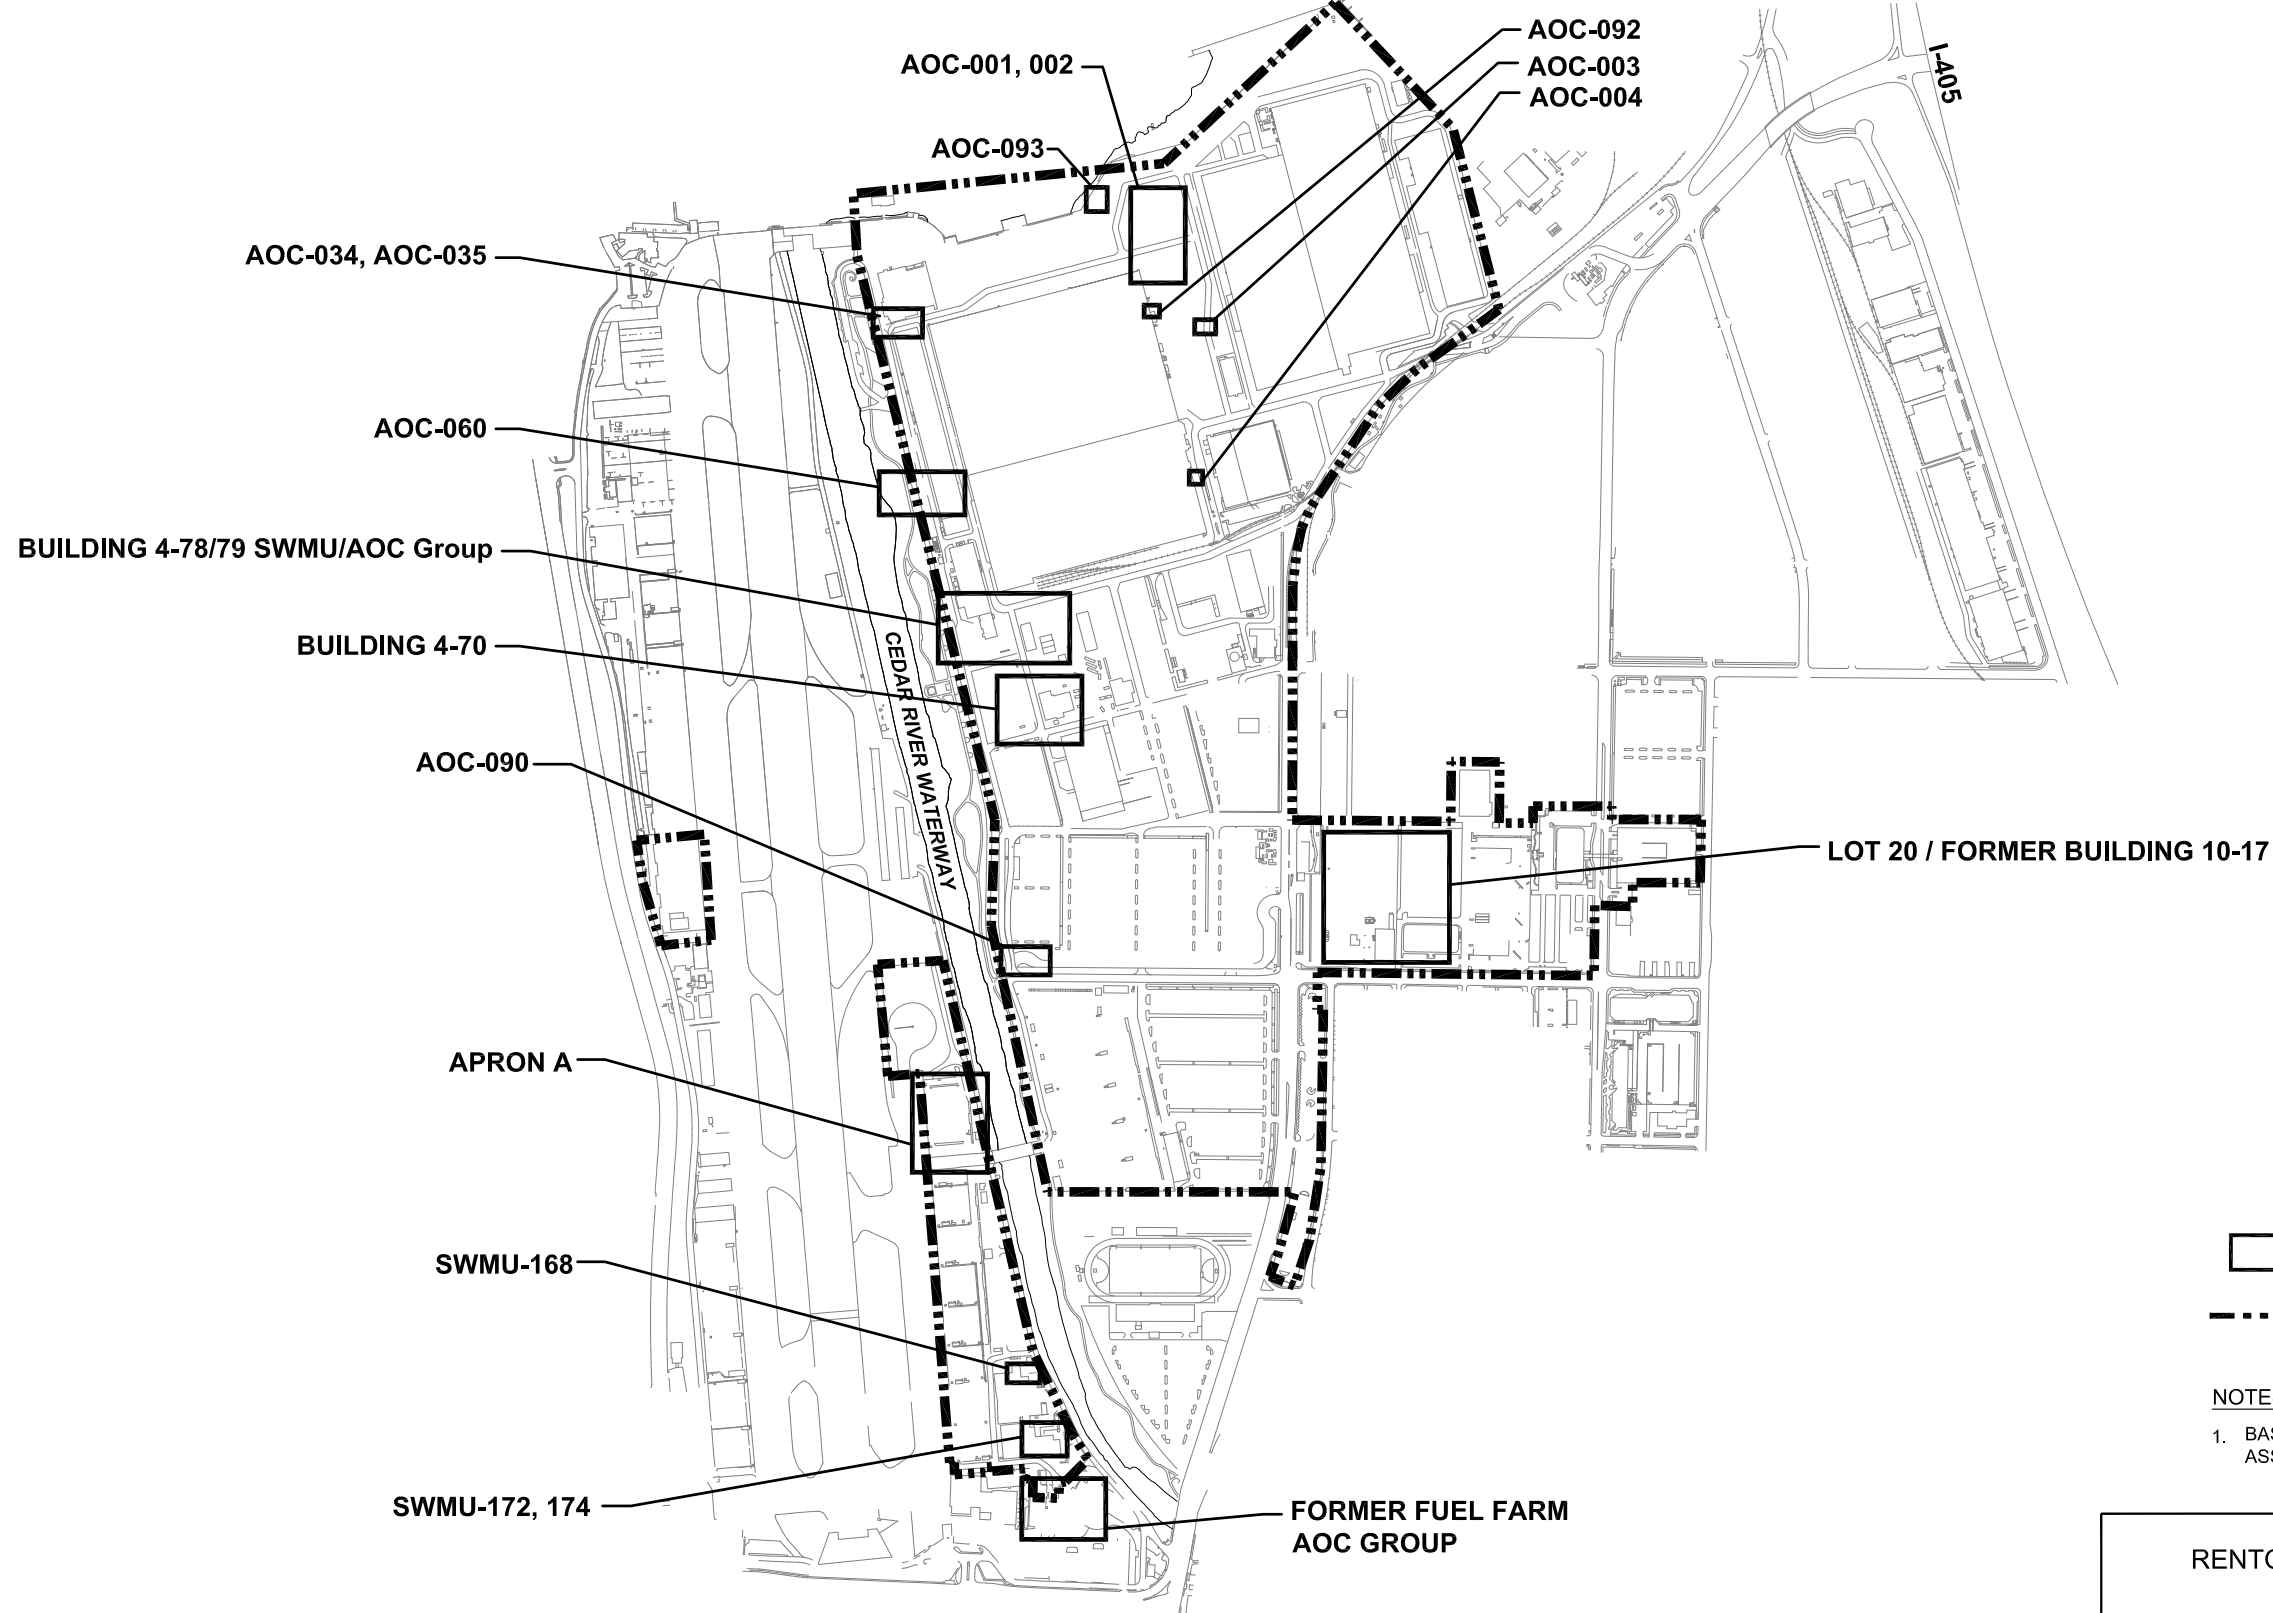 AOC-092
AOC-001, 002
AOC-003
AOC-004
I-405
AOC-093
AOC-034, AOC-035
AOC-060
BUILDING 4-78/79 SWMU/AOC Group
BUILDING 4-70
CEDAR RIVER WATERWAY
AOC-090
LOT 20 / FORMER BUILDING 10-17
APRON A
SWMU-168
SWMU-172, 174
FORMER FUEL FARM
AOC GROUP
NOTE
1.